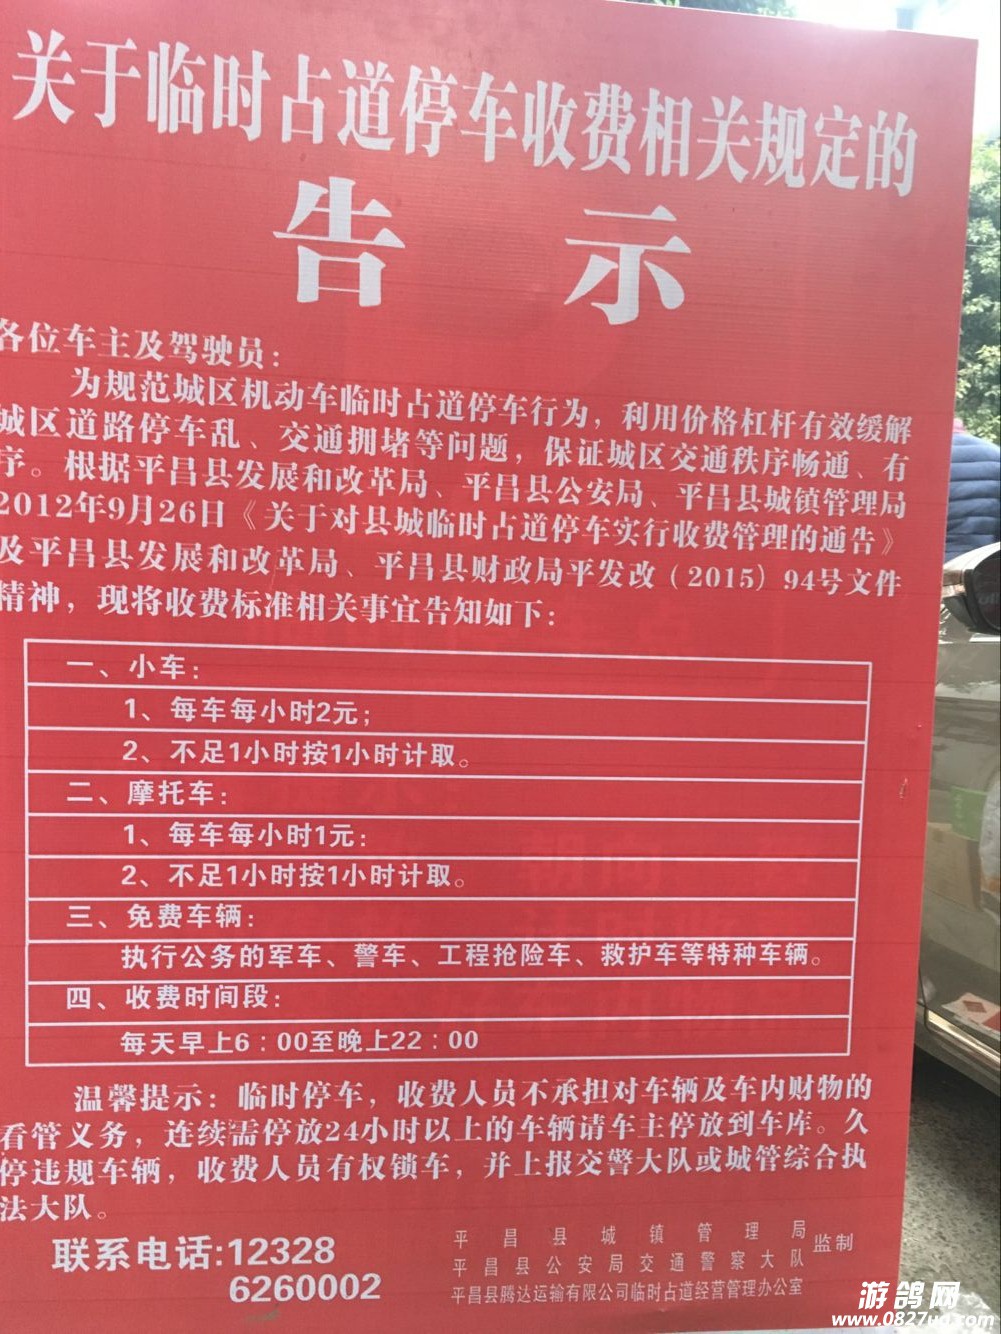 关于临时占道停车收费相关规定的
告 示
各位车主及驾驶员：
为规范城区机动车临时占道停车行为，利用价格杠杆有效缓解
城区道路停车乱、交通拥堵等问题，保证城区交通秩序畅通、有
序。根据平昌县发展和改革局、平昌县公安局、平昌县城镇管理局
2012年9月26日《关于对县城临时占道停车实行收费管理的通告》
及平昌县发展和改革局、平昌县财政局平发改（2015）94号文件
精神，现将收费标准相关事宜告知如下：
一、小车：
1、每车每小时2元；
2、不足1小时按1小时计取。
二、摩托车：
1、每车每小时1元：
2、不足1小时按1小时计取。
三、免费车辆：
执行公务的军车、警车、工程抢险车、救护车等特种车辆。
四、收费时间段：
每天早上6：00至晚上22：00
温馨提示：临时停车，收费人员不承担对车辆及车内财物的
看管义务，连续需停放24小时以上的车辆请车主停放到车库。久
停违规车辆，收费人员有权锁车，并上报交警大队或城管综合执
法大队。
联系电话:12328
6260002
平昌县城镇管理局
平昌县公安局交通警察大队 监制
平昌县腾达运输有限公司临时占道经营管理办公室
游鸽网
www.0827ug.com